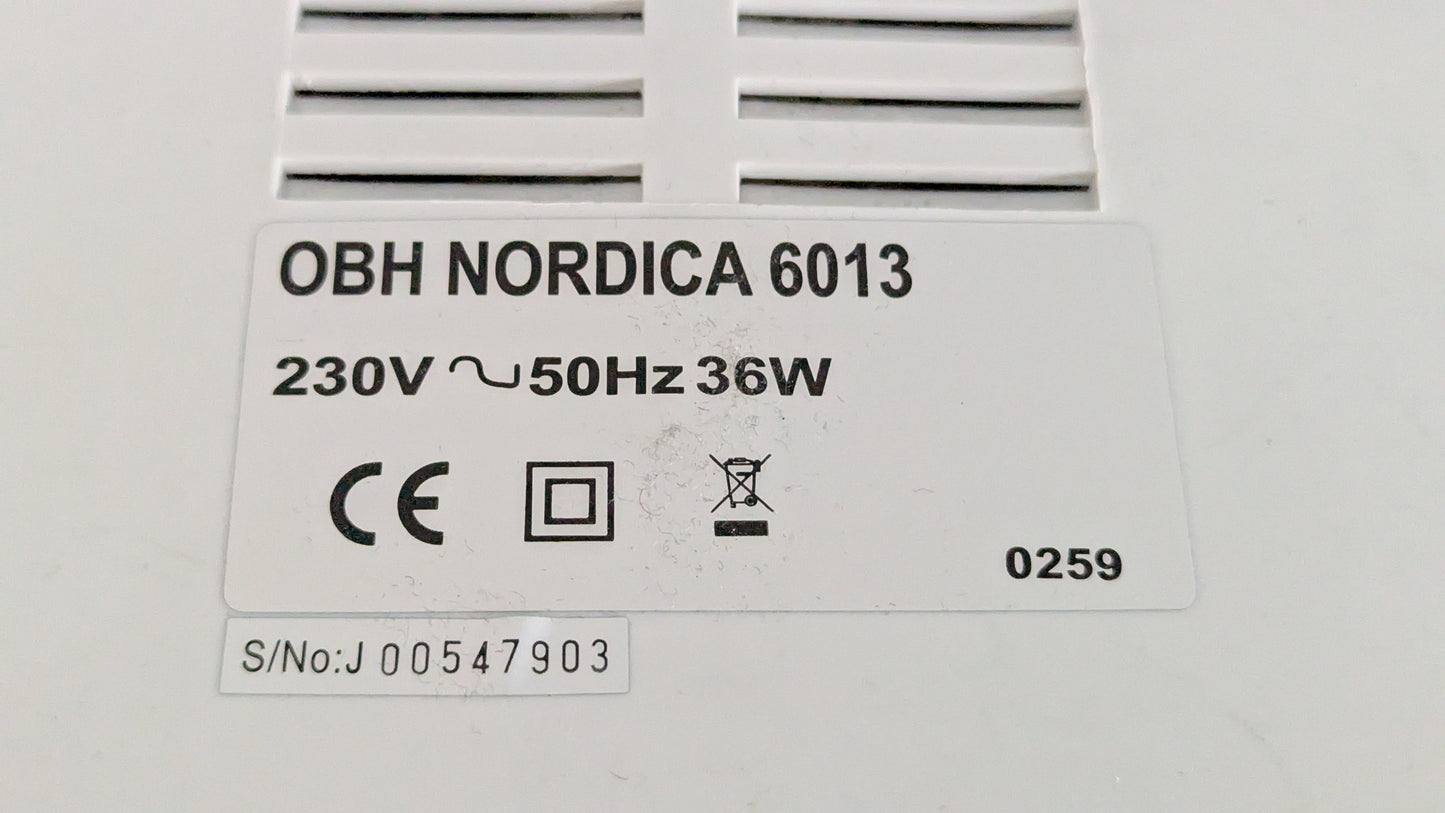 OBH NORDICA 6013
230V ~ 50Hz 36W
CE
0259
S/No:J 00547903